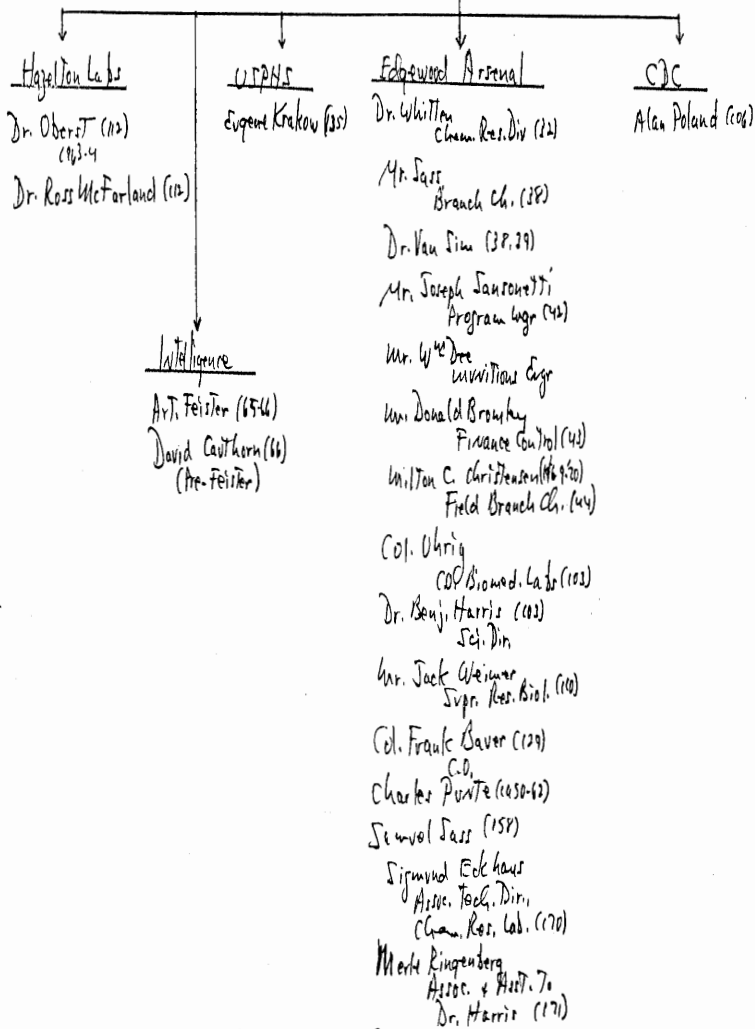 Hazelton Labs
Dr. Oberst (112)
1963-4
Dr. Ross McFarland (112)
USPHS
Eugene Krakow (135)
Intelligence
Art. Feister (65-66)
David Cawthorn (66)
(Pre-Feister)
Edgewood Arsenal
Dr. Whitten
Chem. Res. Div (32)
Mr. Sass
Branch Ch. (38)
Dr. Van Sim (38,39)
Mr. Joseph Sansonetti
Program Mgr (42)
Mr. Wm Dee
Munitions Engr
Mr. Donald Bromley
Finance Control (43)
Milton C. Christensen
Field Branch Ch. (44)
Col. Uhrig
Biomed. Labs (103)
Dr. Benj. Harris (103)
Sci. Dir.
Mr. Jack Weimer
Supr. Res. Biol. (110)
Col. Frank Bauer (129)
C.O.
Charles Punte (1950-62)
Samuel Sass (158)
Sigmund Eckhaus
Assoc. Tech. Dir.,
Chem. Res. Lab. (170)
Merle Ringenberg
Assoc. + Asst. To
Dr. Harris (171)
CDC
Alan Poland (106)